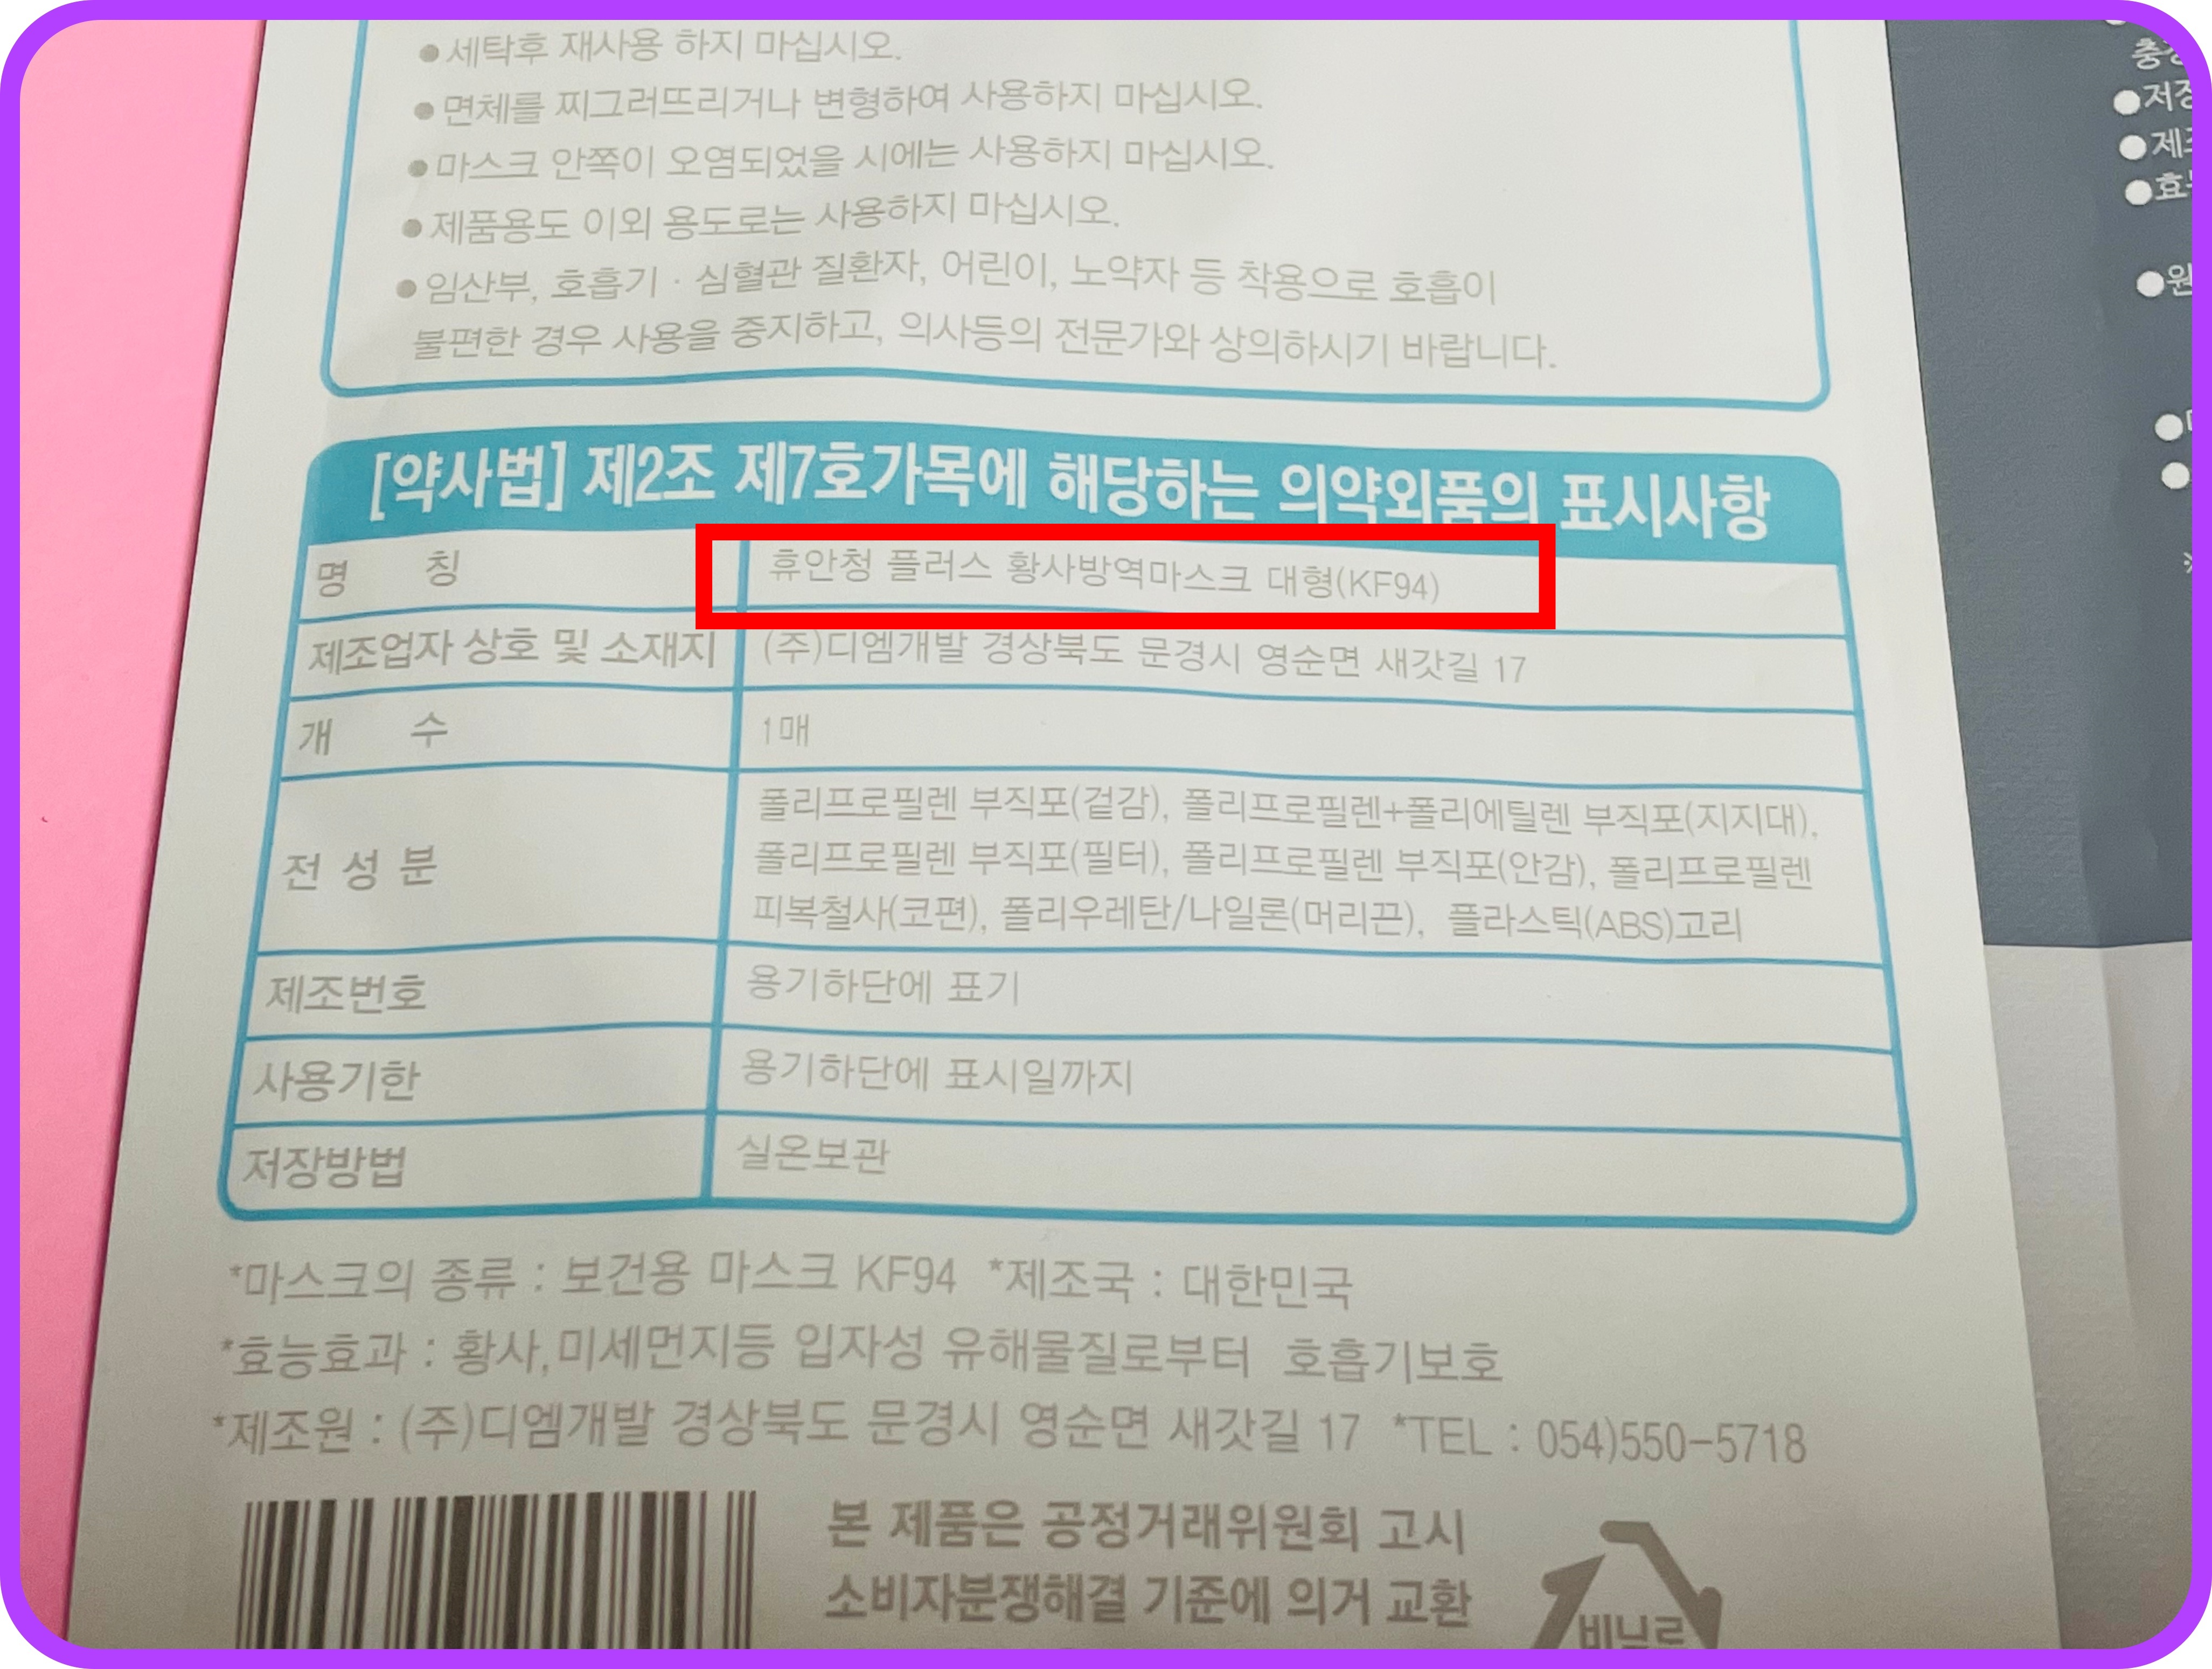 ●세탁후 재사용 하지 마십시오.
●면체를 찌그러뜨리거나 변형하여 사용하지 마십시오.
●마스크 안쪽이 오염되었을 시에는 사용하지 마십시오.
●제품용도 이외 용도로는 사용하지 마십시오.
●임산부, 호흡기 · 심혈관 질환자, 어린이, 노약자 등 착용으로 호흡이
불편한 경우 사용을 중지하고, 의사등의 전문가와 상의하시기 바랍니다.
[약사법] 제2조 제7호가목에 해당하는 의약외품의 표시사항
명 칭 휴안청 플러스 황사방역마스크 대형(KF94)
제조업자 상호 및 소재지 (주)디엠개발 경상북도 문경시 영순면 새갓길 17
개 수 1매
전 성 분 폴리프로필렌 부직포(겉감), 폴리프로필렌+폴리에틸렌 부직포(지지대),
폴리프로필렌 부직포(필터), 폴리프로필렌 부직포(안감), 폴리프로필렌
피복철사(코편), 폴리우레탄/나일론(머리끈), 플라스틱(ABS)고리
제조번호 용기하단에 표기
사용기한 용기하단에 표시일까지
저장방법 실온보관
*마스크의 종류 : 보건용 마스크 KF94 *제조국 : 대한민국
*효능효과 : 황사,미세먼지등 입자성 유해물질로부터 호흡기보호
*제조원 : (주)디엠개발 경상북도 문경시 영순면 새갓길 17 *TEL : 054)550-5718
본 제품은 공정거래위원회 고시
소비자분쟁해결 기준에 의거 교환
비닐류